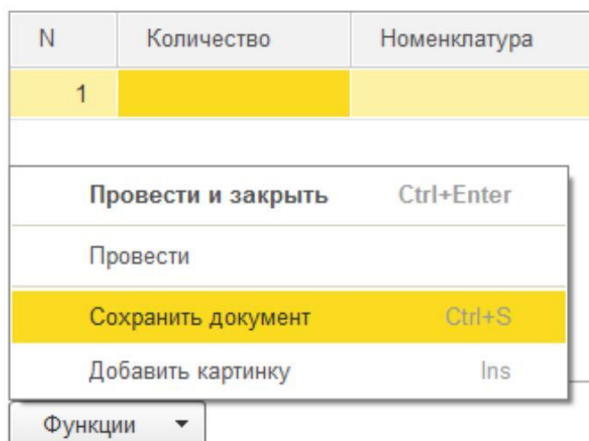 N Количество Номенклатура
1
Провести и закрыть Ctrl+Enter
Провести
Сохранить документ Ctrl+S
Добавить картинку Ins
Функции